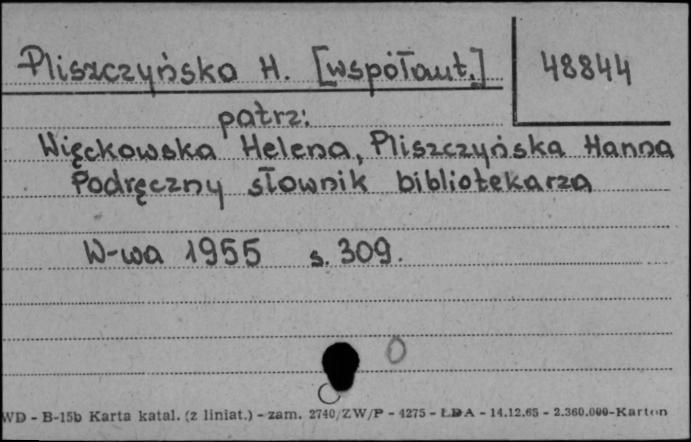 Pliszczyńska H. [współaut.]
48844
patrz:
Więckowska Helena, Pliszczyńska Hanna
Podręczny słownik bibliotekarza
W-wa 1955 s. 309.
0
WD - B-15b Karta katal. (z liniat.) - zam. 2740/ZW/P - 4275 - ŁDA - 14.12.65 - 2.360.000-Karton